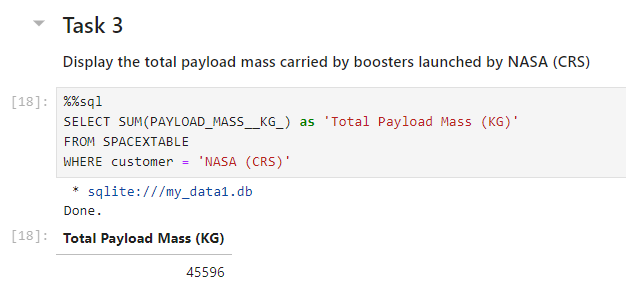 Task 3
Display the total payload mass carried by boosters launched by NASA (CRS)
[18]: %%sql
SELECT SUM(PAYLOAD_MASS__KG_) as 'Total Payload Mass (KG)'
FROM SPACEXTABLE
WHERE customer = 'NASA (CRS)'
* sqlite:///my_data1.db
Done.
[18]: Total Payload Mass (KG)
45596